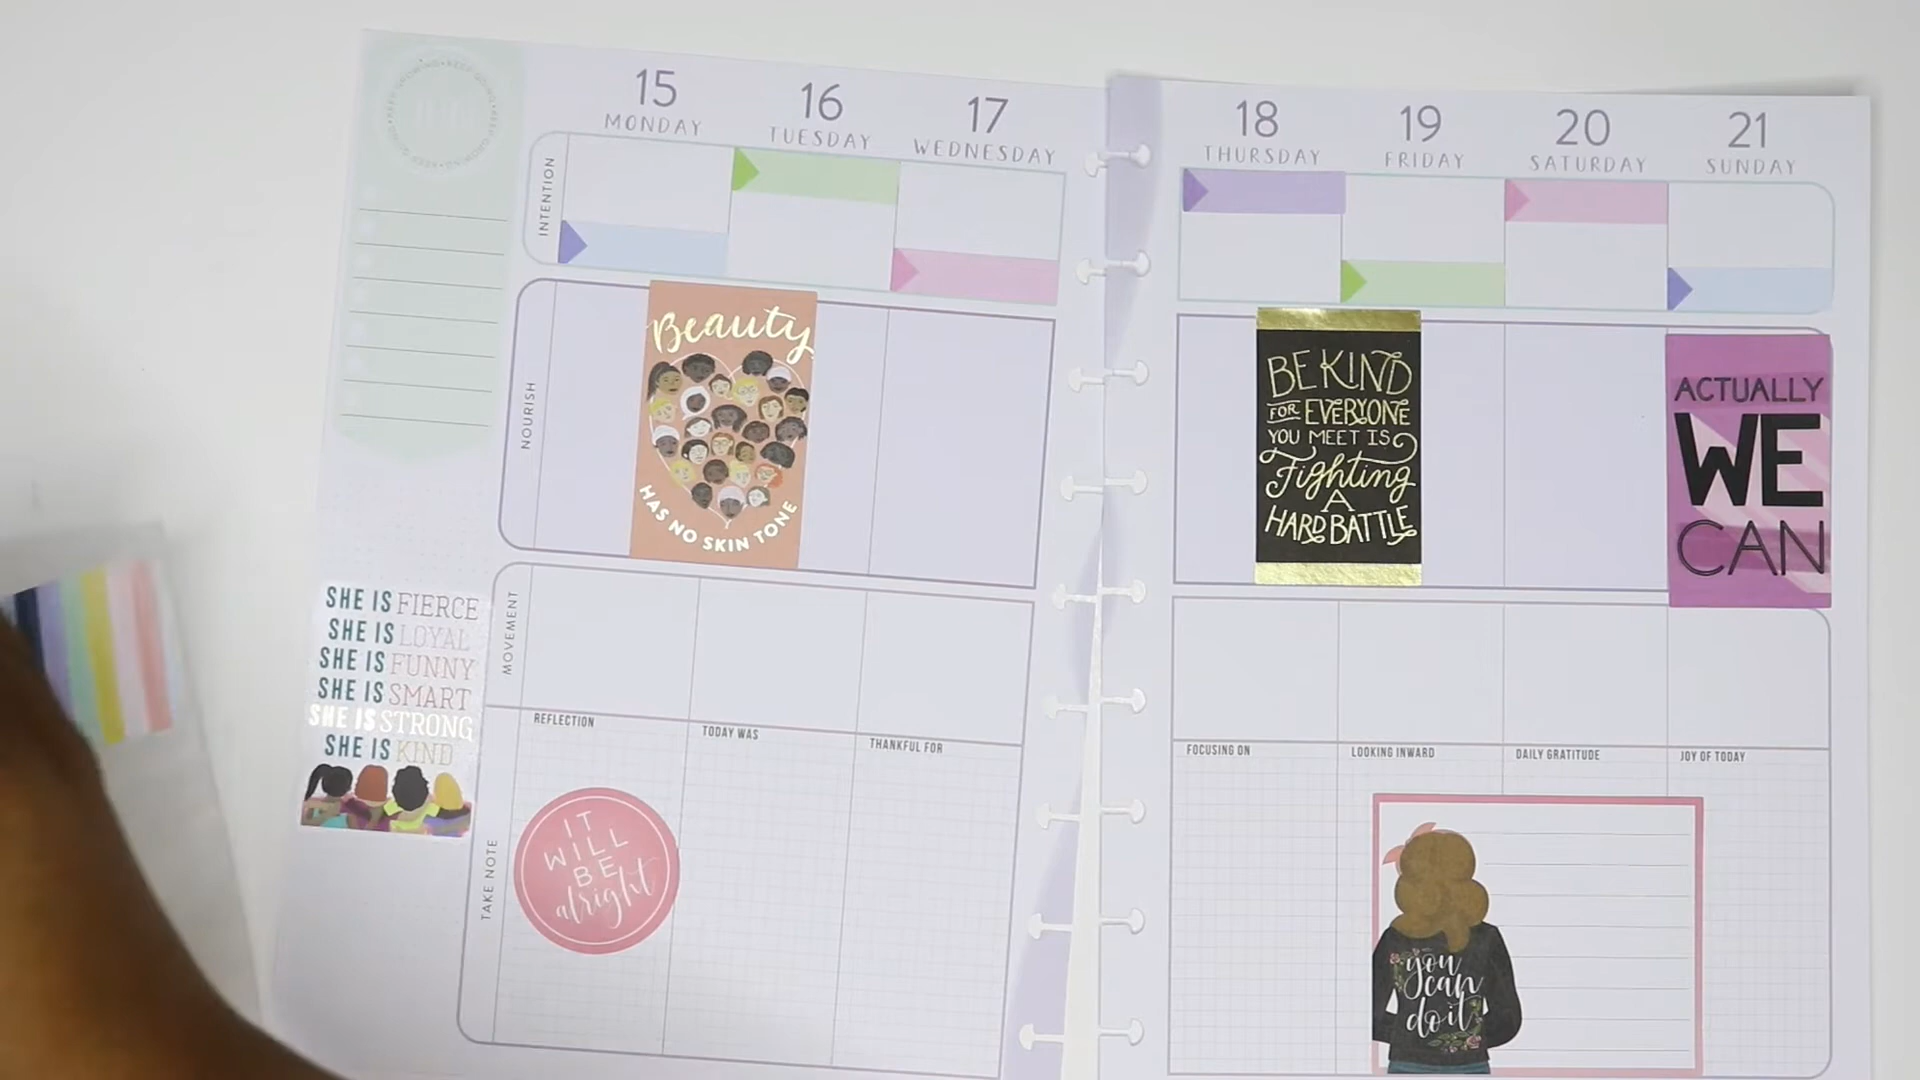 15
MONDAY
16
TUESDAY
17
WEDNESDAY
18
THURSDAY
19
FRIDAY
20
SATURDAY
21
SUNDAY
INTENTION
NOURISH
Beauty
HAS NO SKIN TONE
BE KIND
FOR EVERYONE
YOU MEET IS
Fighting
A
HARD BATTLE
ACTUALLY
WE
CAN
SHE IS FIERCE
SHE IS LOYAL
SHE IS FUNNY
SHE IS SMART
SHE IS STRONG
SHE IS KIND
MOVEMENT
REFLECTION
TODAY WAS
THANKFUL FOR
FOCUSING ON
LOOKING INWARD
DAILY GRATITUDE
JOY OF TODAY
TAKE NOTE
IT
WILL
BE
alright
you
can
do it